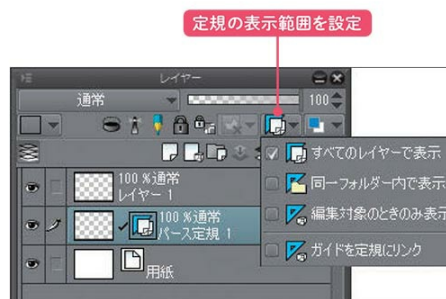 定規の表示範囲を設定
レイヤー
通常
100
すべてのレイヤーで表示
同一フォルダー内で表示
編集対象のときのみ表示
ガイドを定規にリンク
100 %通常
レイヤー 1
100 %通常
パース定規 1
用紙